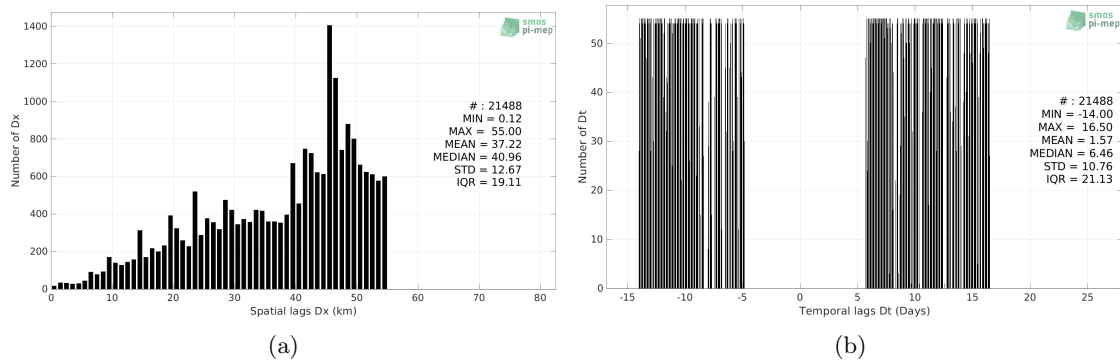 1400
1200
1000
800
600
400
200
0
Number of Dx
smos
pi-mep
# : 21488
MIN = 0.12
MAX = 55.00
MEAN = 37.22
MEDIAN = 40.96
STD = 12.67
IQR = 19.11
0 10 20 30 40 50 60 70 80
Spatial lags Dx (km)
(a)
50
40
30
20
10
0
Number of Dt
smos
pi-mep
# : 21488
MIN = -14.00
MAX = 16.50
MEAN = 1.57
MEDIAN = 6.46
STD = 10.76
IQR = 21.13
-15 -10 -5 0 5 10 15 20 25
Temporal lags Dt (Days)
(b)